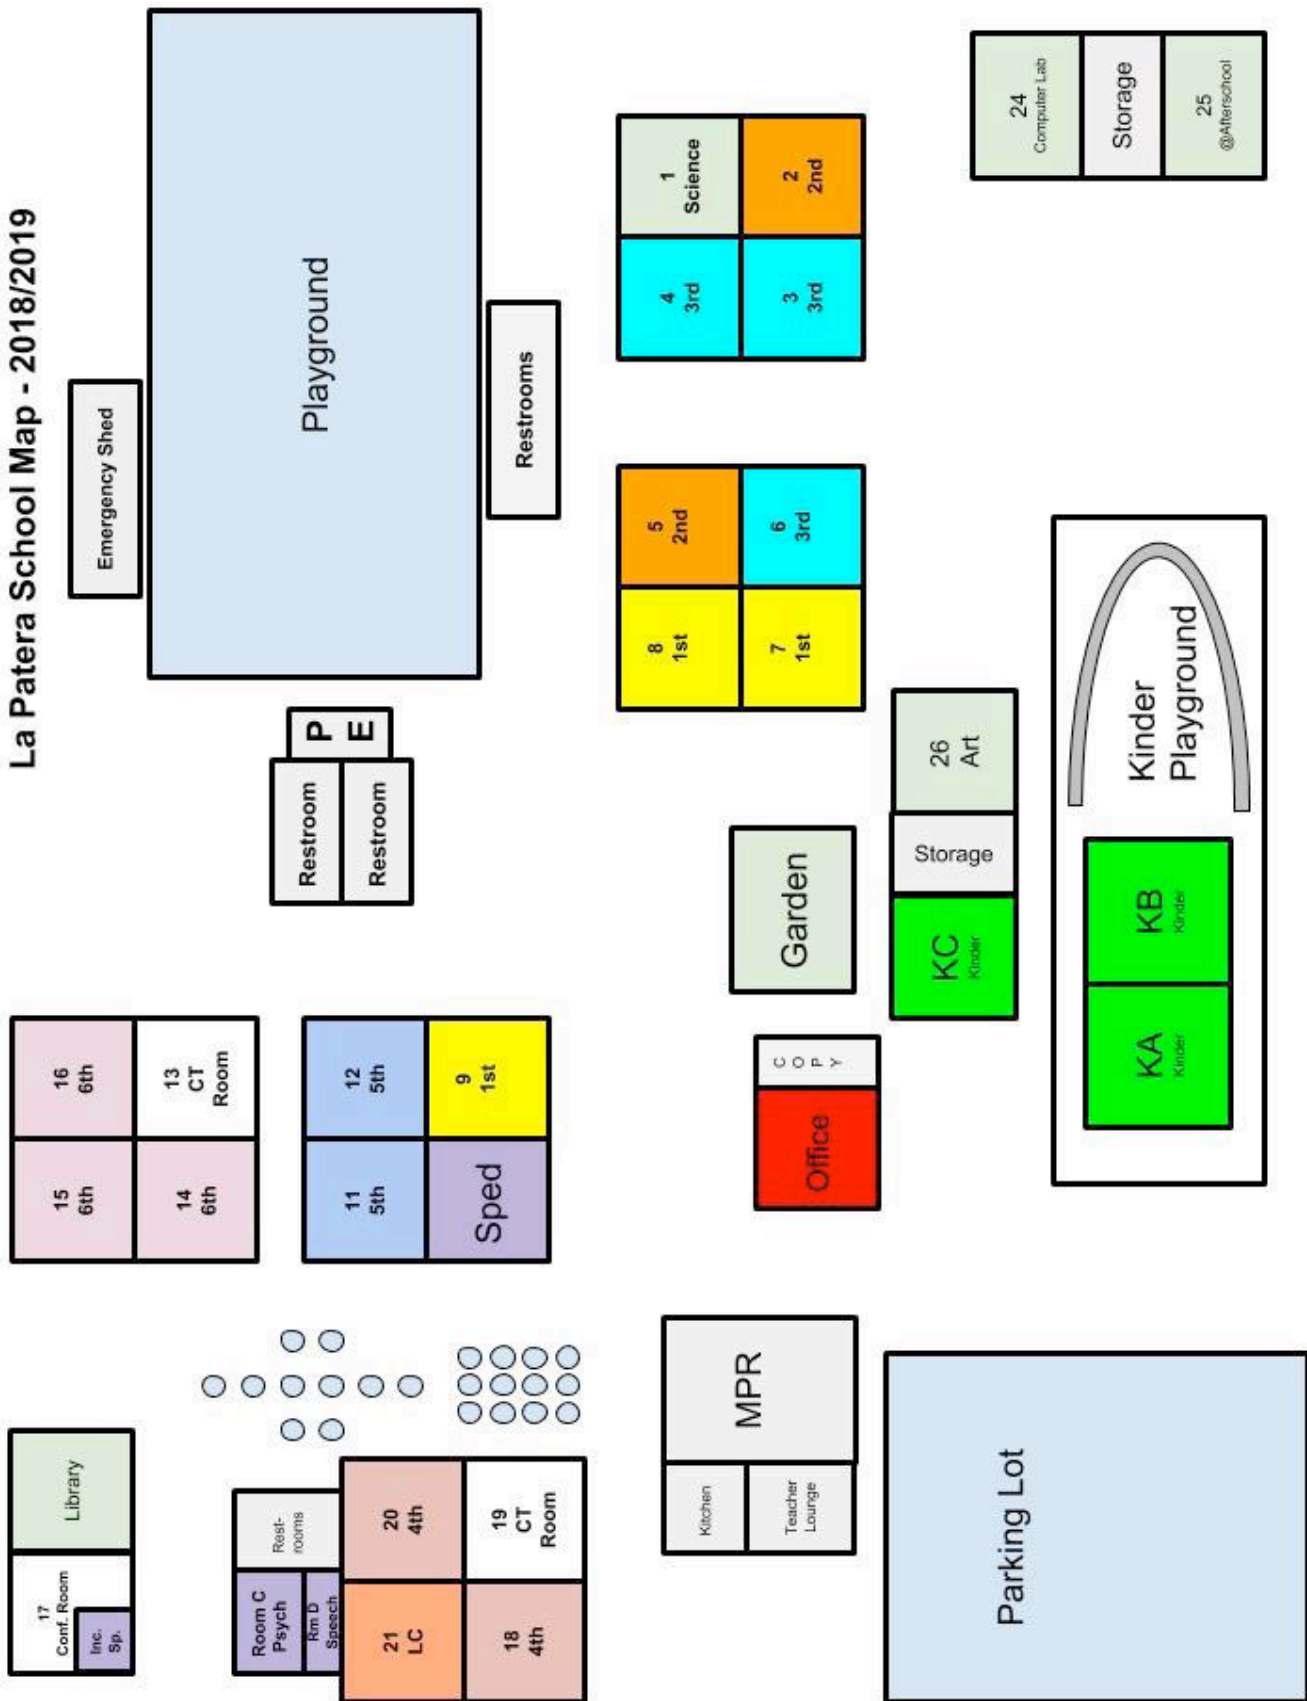 La Patera School Map - 2018/2019
Emergency Shed
Playground
Restrooms
P
E
Restroom
Restroom
1
Science
2
2nd
4
3rd
3
3rd
24
Computer Lab
Storage
25
@Afterschool
5
2nd
6
3rd
8
1st
7
1st
26
Art
Storage
KC
Kinder
Kinder
Playground
KB
Kinder
KA
Kinder
Garden
C
O
P
Y
Office
16
6th
13
CT
Room
15
6th
14
6th
12
5th
9
1st
11
5th
Sped
Library
17
Conf. Room
Inc.
Sp.
Rest-
rooms
Room C
Psych
Rm D
Speech
20
4th
19
CT
Room
21
LC
18
4th
MPR
Kitchen
Teacher
Lounge
Parking Lot